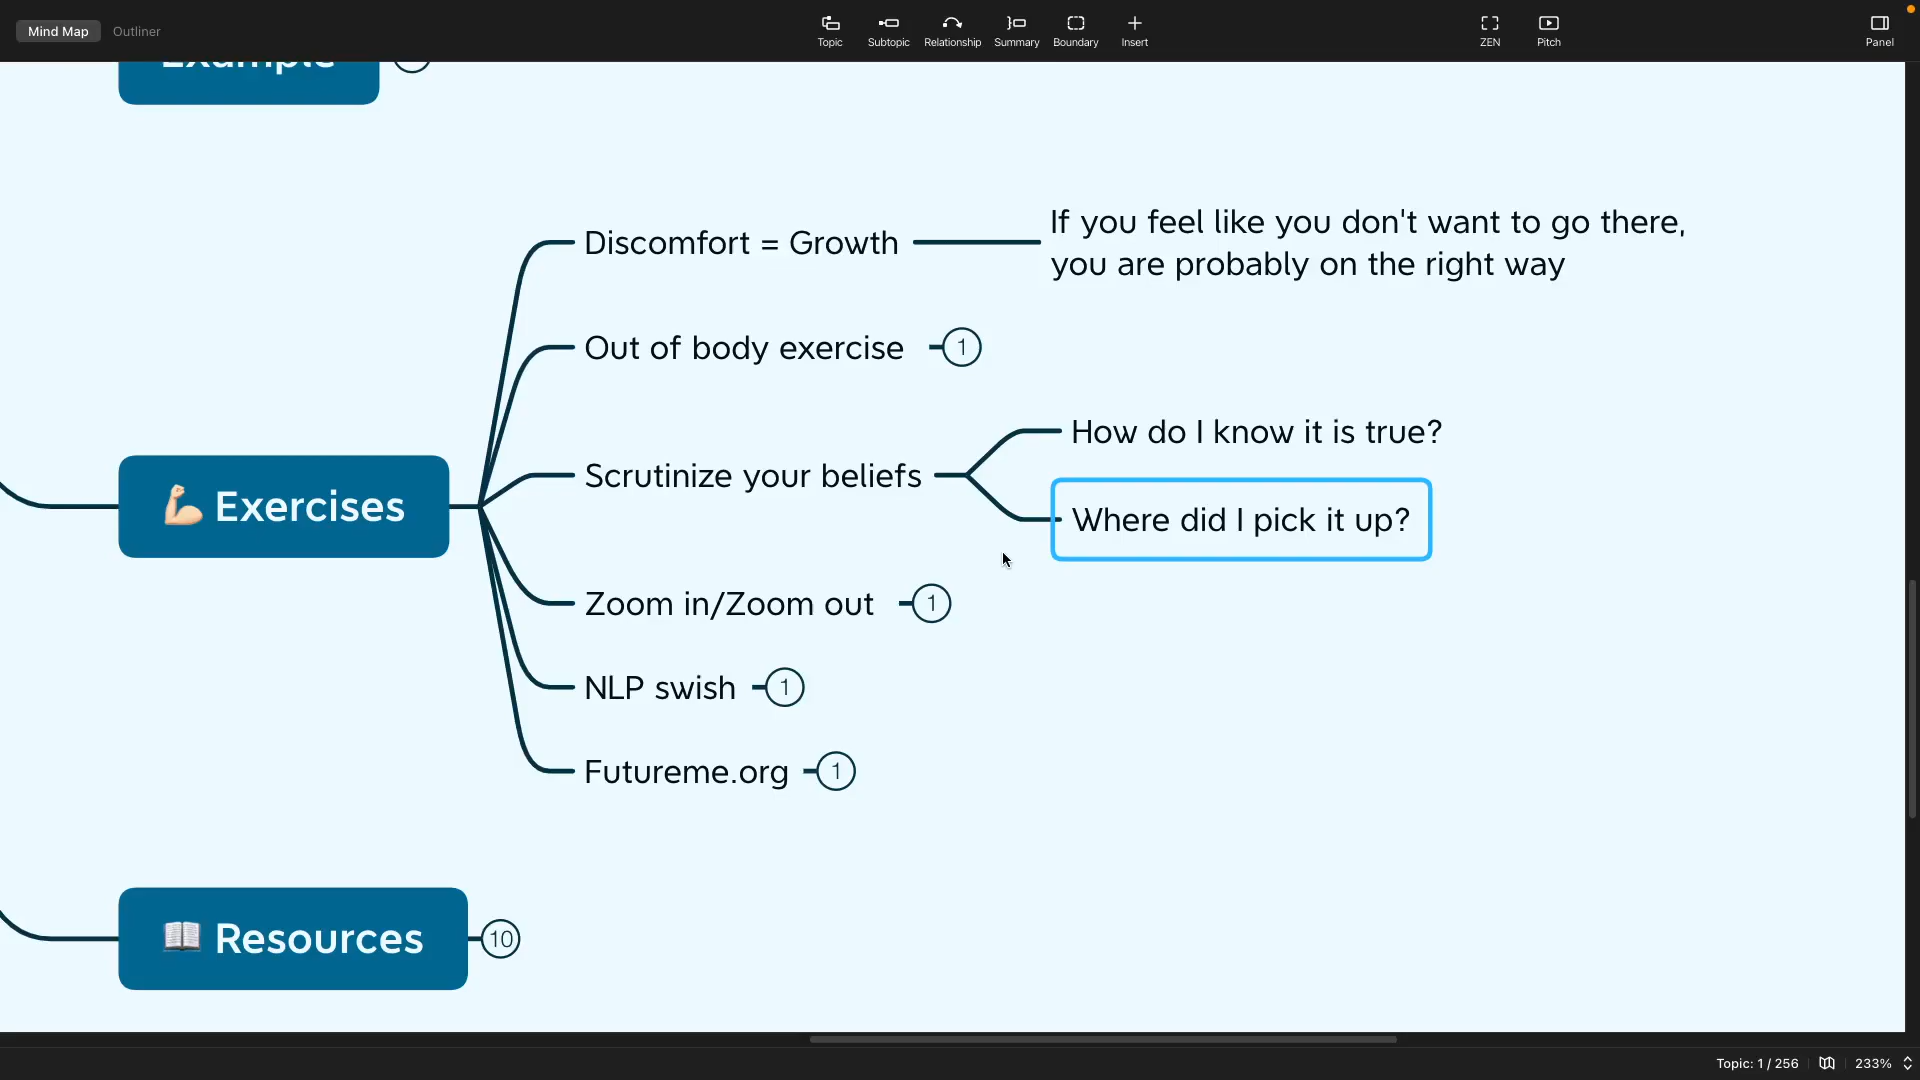 Mind Map
Outliner
Topic
Subtopic
Relationship
Summary
Boundary
Insert
ZEN
Pitch
Panel
Example
Discomfort = Growth
If you feel like you don't want to go there,
you are probably on the right way
Out of body exercise
1
How do I know it is true?
Scrutinize your beliefs
Exercises
Where did I pick it up?
Zoom in/Zoom out
1
NLP swish
1
Futureme.org
1
Resources
10
Topic: 1 / 256
233%